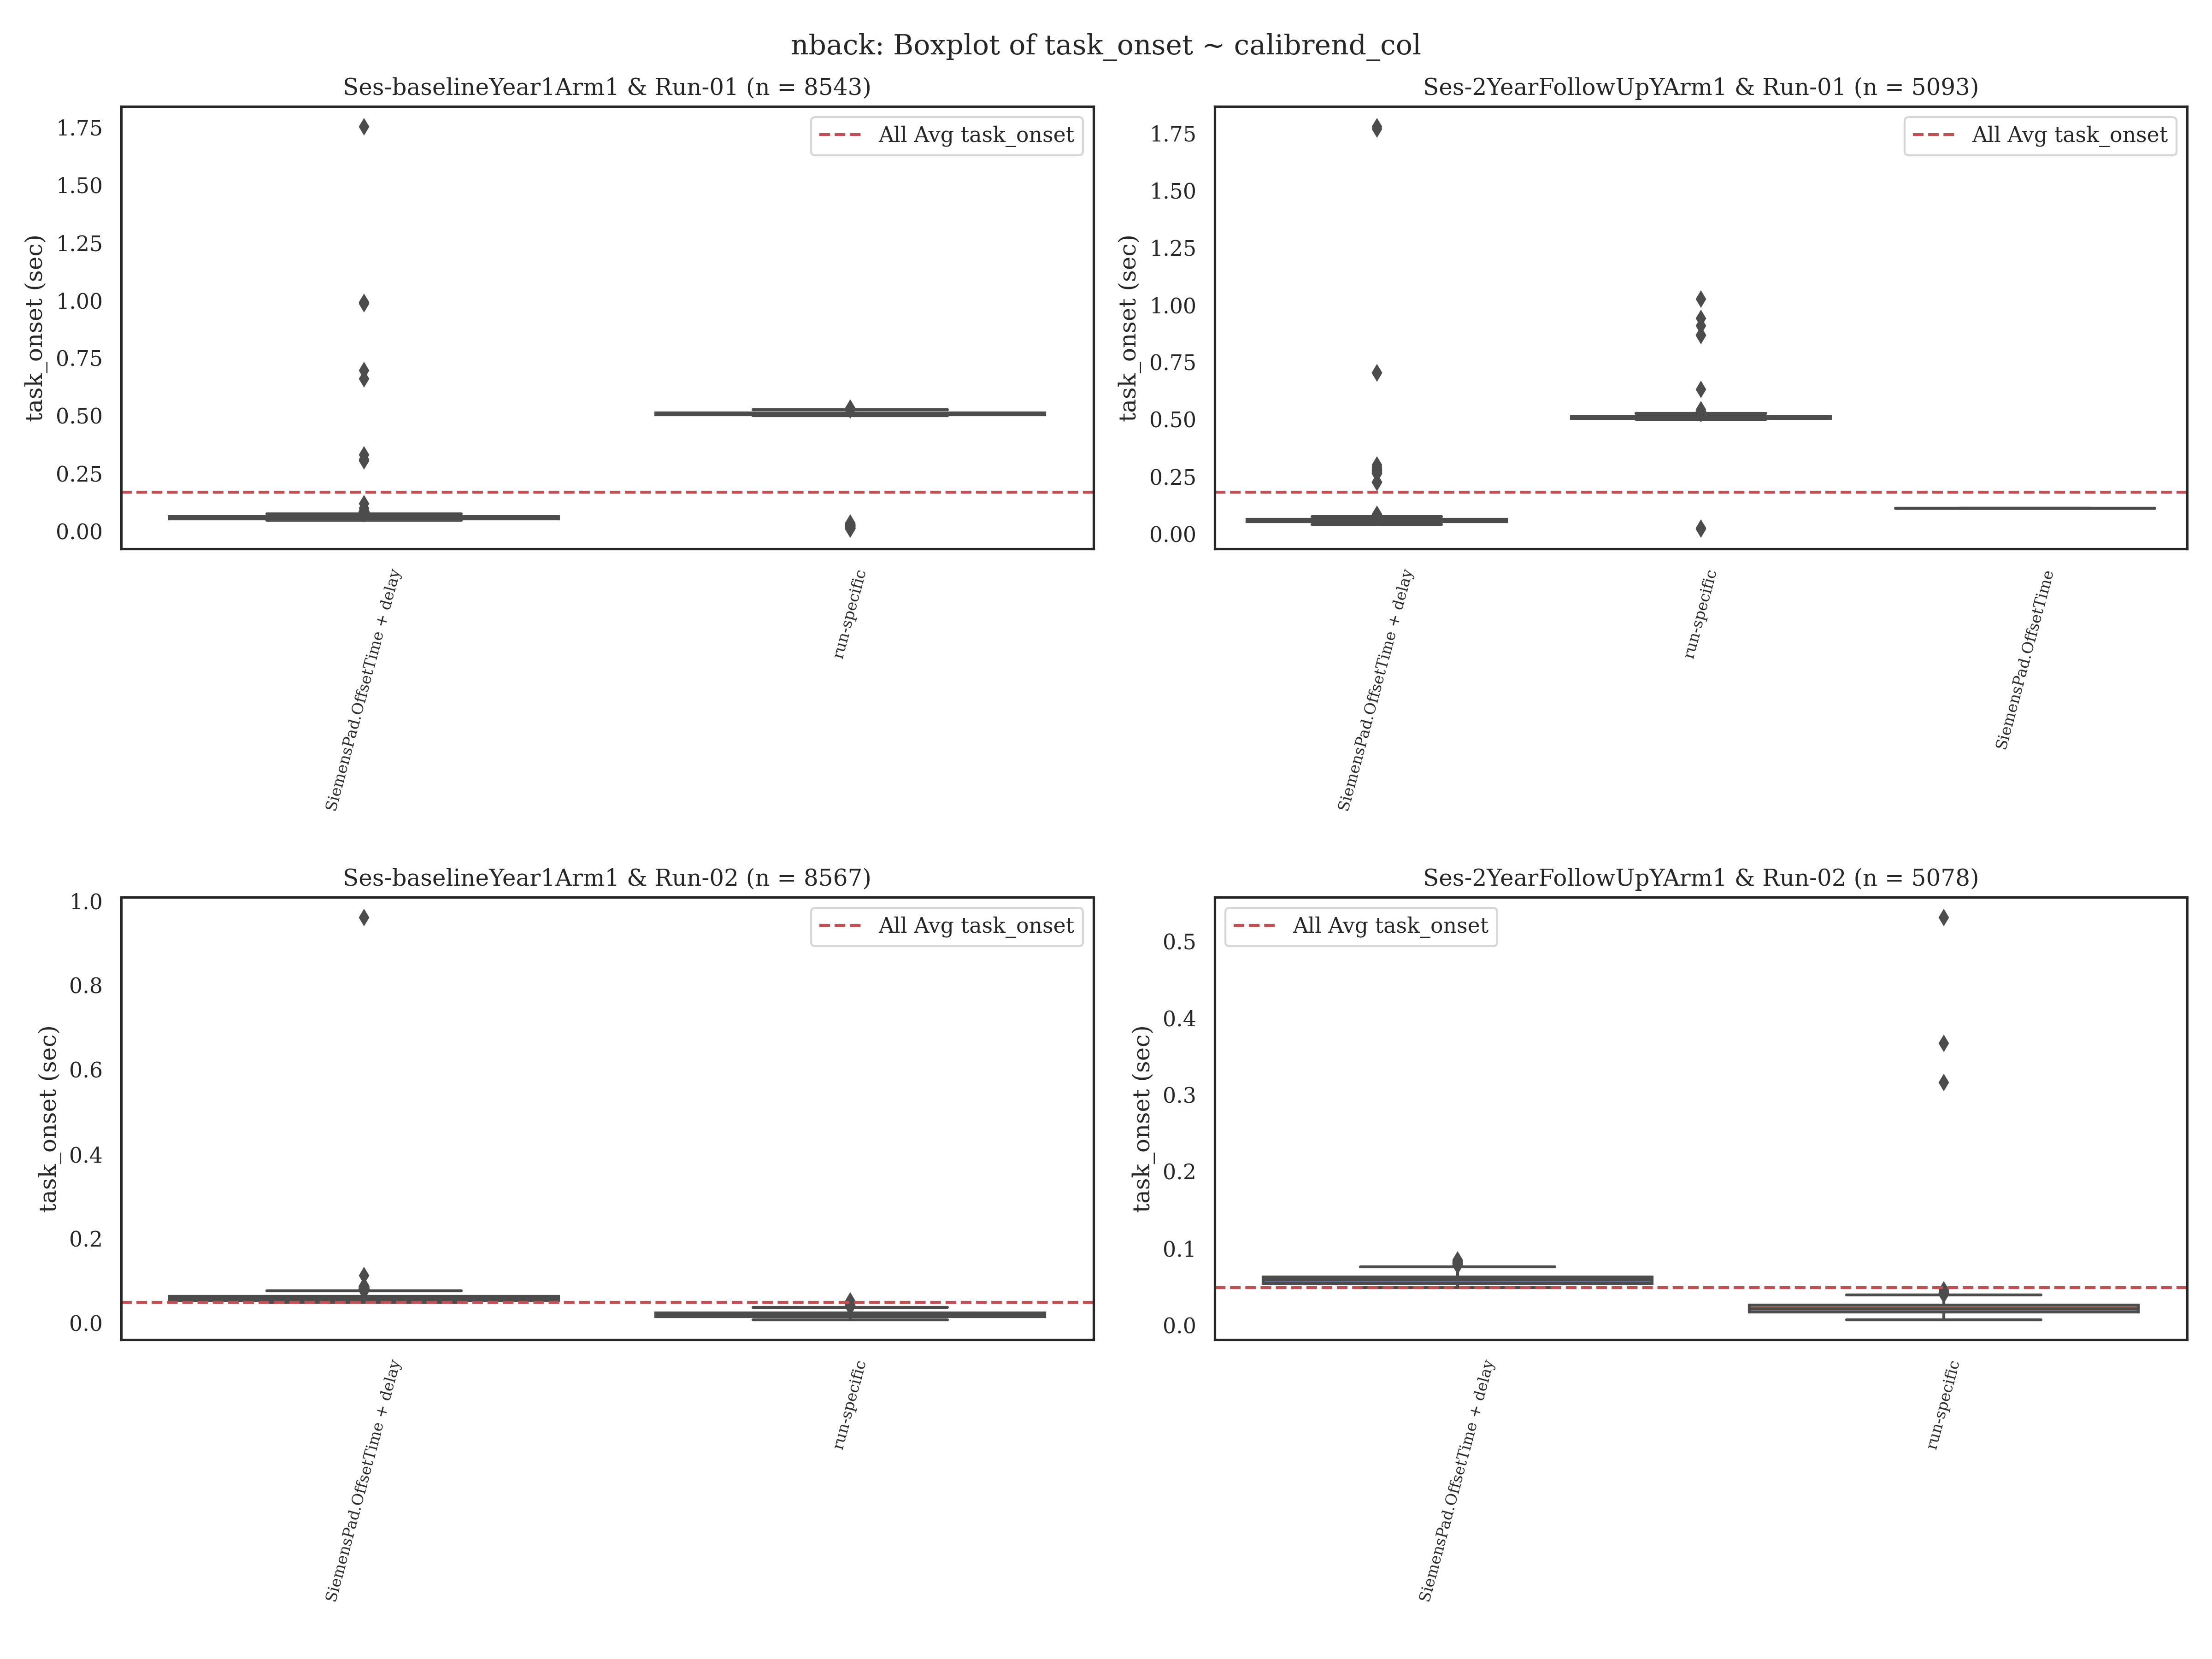 nback: Boxplot of task_onset ~ calibrend_col
Ses-baselineYear1Arm1 & Run-01 (n = 8543)
All Avg task_onset
task_onset (sec)
1.75
1.50
1.25
1.00
0.75
0.50
0.25
0.00
SiemensPad.OffsetTime + delay
run-specific
Ses-2YearFollowUpYArm1 & Run-01 (n = 5093)
All Avg task_onset
task_onset (sec)
1.75
1.50
1.25
1.00
0.75
0.50
0.25
0.00
SiemensPad.OffsetTime + delay
run-specific
SiemensPad.OffsetTime
Ses-baselineYear1Arm1 & Run-02 (n = 8567)
All Avg task_onset
task_onset (sec)
1.0
0.8
0.6
0.4
0.2
0.0
SiemensPad.OffsetTime + delay
run-specific
Ses-2YearFollowUpYArm1 & Run-02 (n = 5078)
All Avg task_onset
task_onset (sec)
0.5
0.4
0.3
0.2
0.1
0.0
SiemensPad.OffsetTime + delay
run-specific